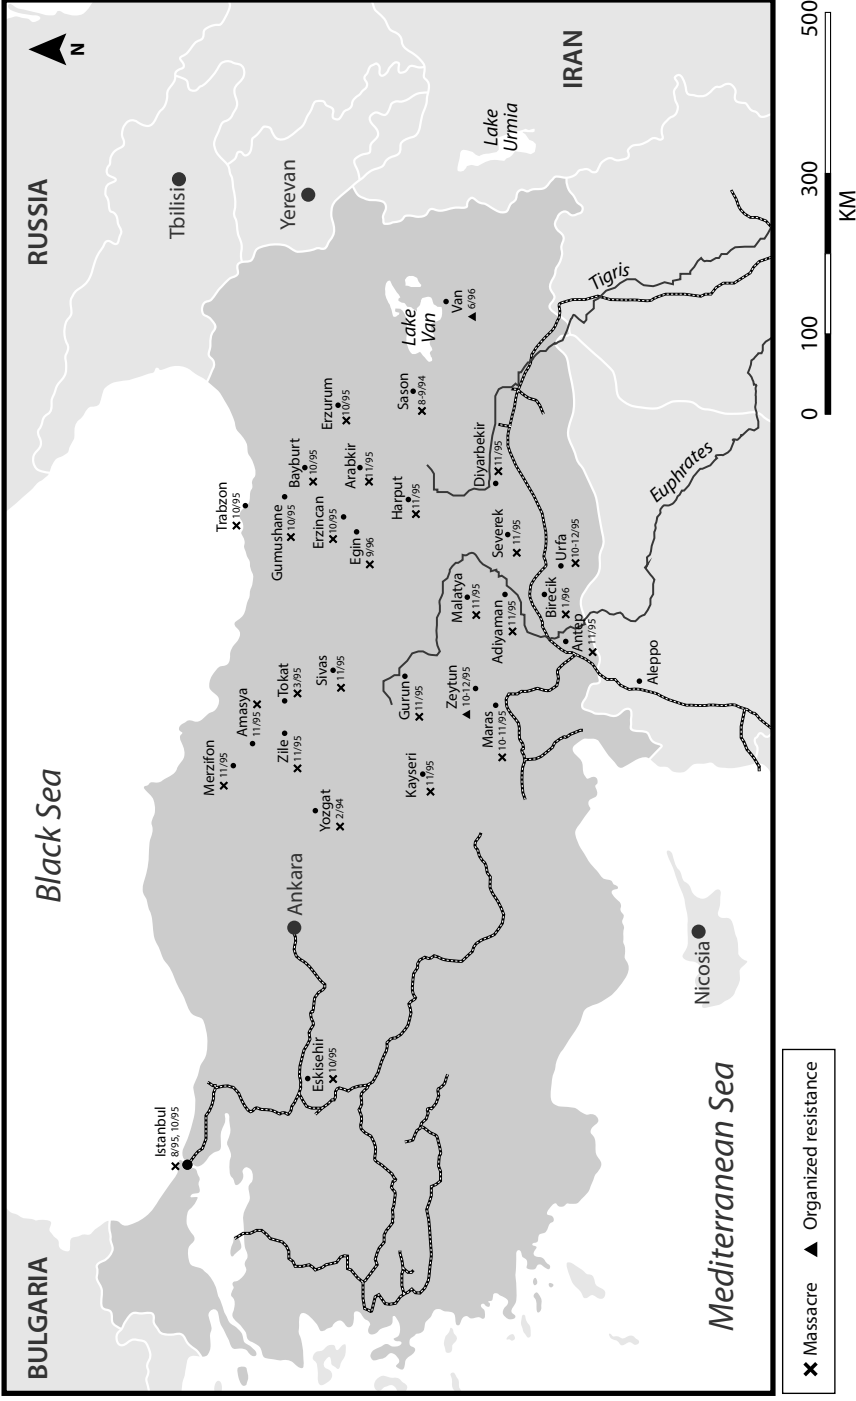 BULGARIA
Black Sea
RUSSIA
N
Istanbul
8/95, 10/95
Eskisehir
10/95
Ankara
Merzifon
11/95
Amasya
11/95
Zile
11/95
Tokat
3/95
Yozgat
2/94
Sivas
11/95
Trabzon
10/95
Gumushane
10/95
Bayburt
10/95
Erzincan
10/95
Erzurum
10/95
Egin
9/96
Arabkir
11/95
Tbilisi
Yerevan
Kayseri
11/95
Gurun
11/95
Harput
11/95
Sason
8-9/94
Lake
Van
Van
6/96
Zeytun
10-12/95
Malatya
11/95
Maras
10-11/95
Adiyaman
11/95
Severek
11/95
Diyarbekir
11/95
Birecik
1/96
Urfa
10-12/95
Antep
11/95
Aleppo
Tigris
Euphrates
Lake
Urmia
IRAN
Nicosia
Mediterranean Sea
Massacre
Organized resistance
0 100 300 500
KM